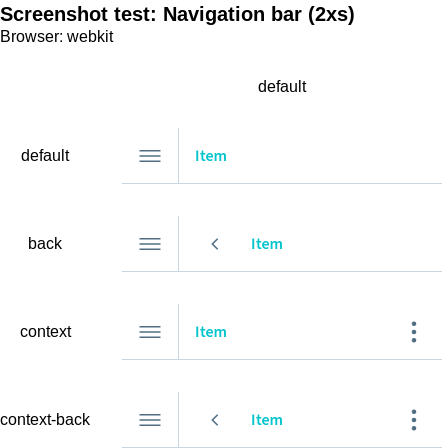 Screenshot test: Navigation bar (2xs)
Browser: webkit
default
default Item
back Item
context Item
context-back Item